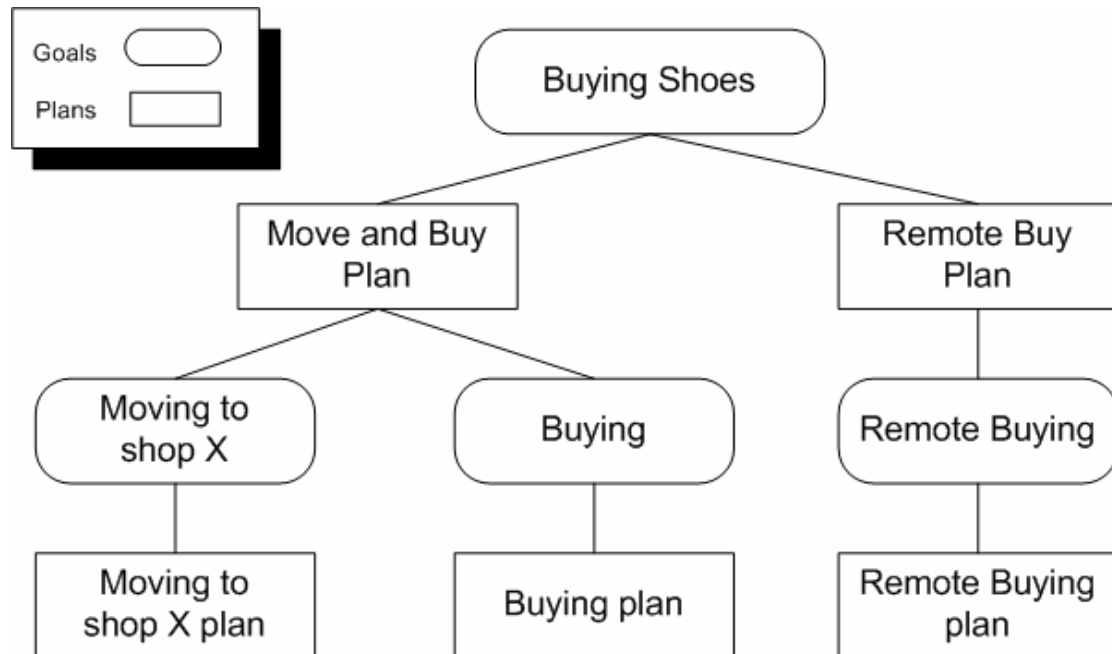 Goals
Plans
Buying Shoes
Move and Buy
Plan
Remote Buy
Plan
Moving to
shop X
Buying
Remote Buying
Moving to
shop X plan
Buying plan
Remote Buying
plan